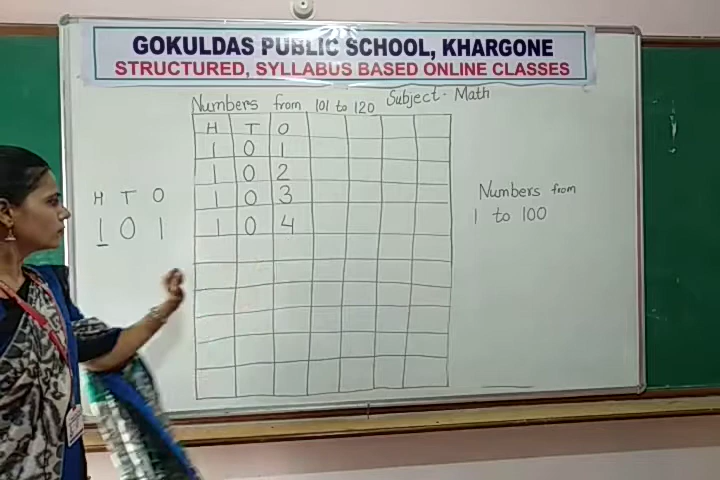 GOKULDAS PUBLIC SCHOOL, KHARGONE
STRUCTURED, SYLLABUS BASED ONLINE CLASSES
Numbers from 101 to 120 Subject- Math
H T O
1 0 1
1 0 2
1 0 3
1 0 4
H T O
1 0 1
Numbers from
1 to 100